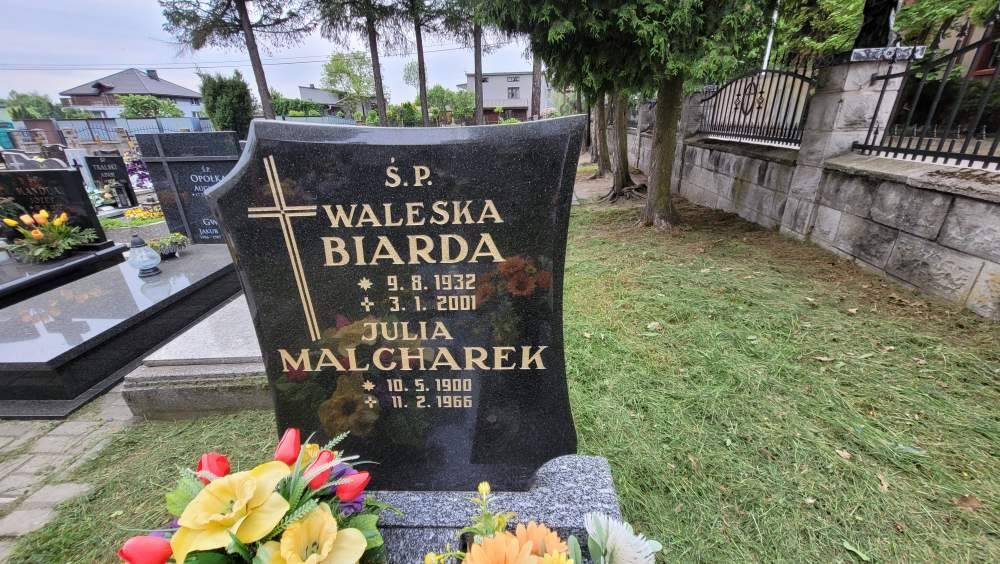 Ś.P.
WALESKA
BIARDA
✴ 9. 8. 1932
✢ 3. 1. 2001
JULIA
MALCHAREK
✴ 10. 5. 1900
✢ 11. 2. 1966
Ś.P.